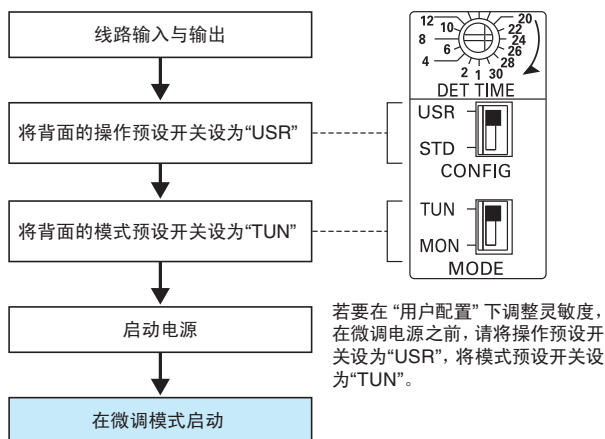 线路输入与输出
将背面的操作预设开关设为“USR”
将背面的模式预设开关设为“TUN”
启动电源
在微调模式启动
12
10
8
6
4
2
1
30
28
26
24
22
20
DET TIME
USR
STD
CONFIG
TUN
MON
MODE
若要在 “用户配置” 下调整灵敏度,
在微调电源之前, 请将操作预设开
关设为“USR”, 将模式预设开关设
为“TUN”。